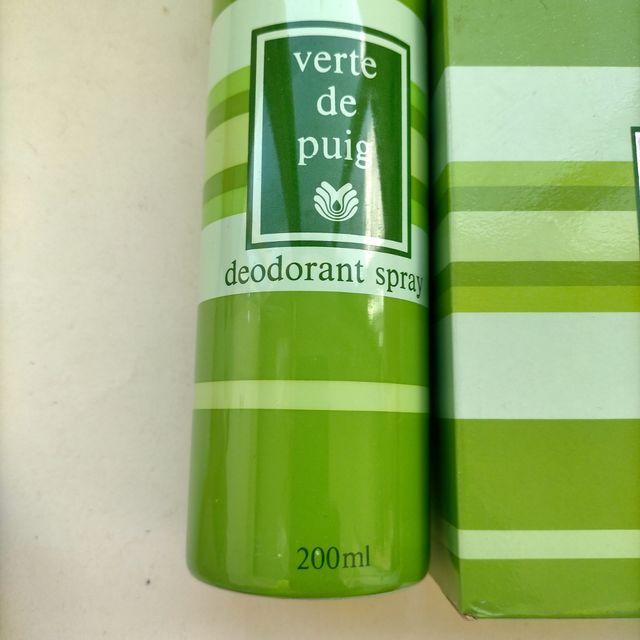 verte
de
puig
deodorant spray
200ml